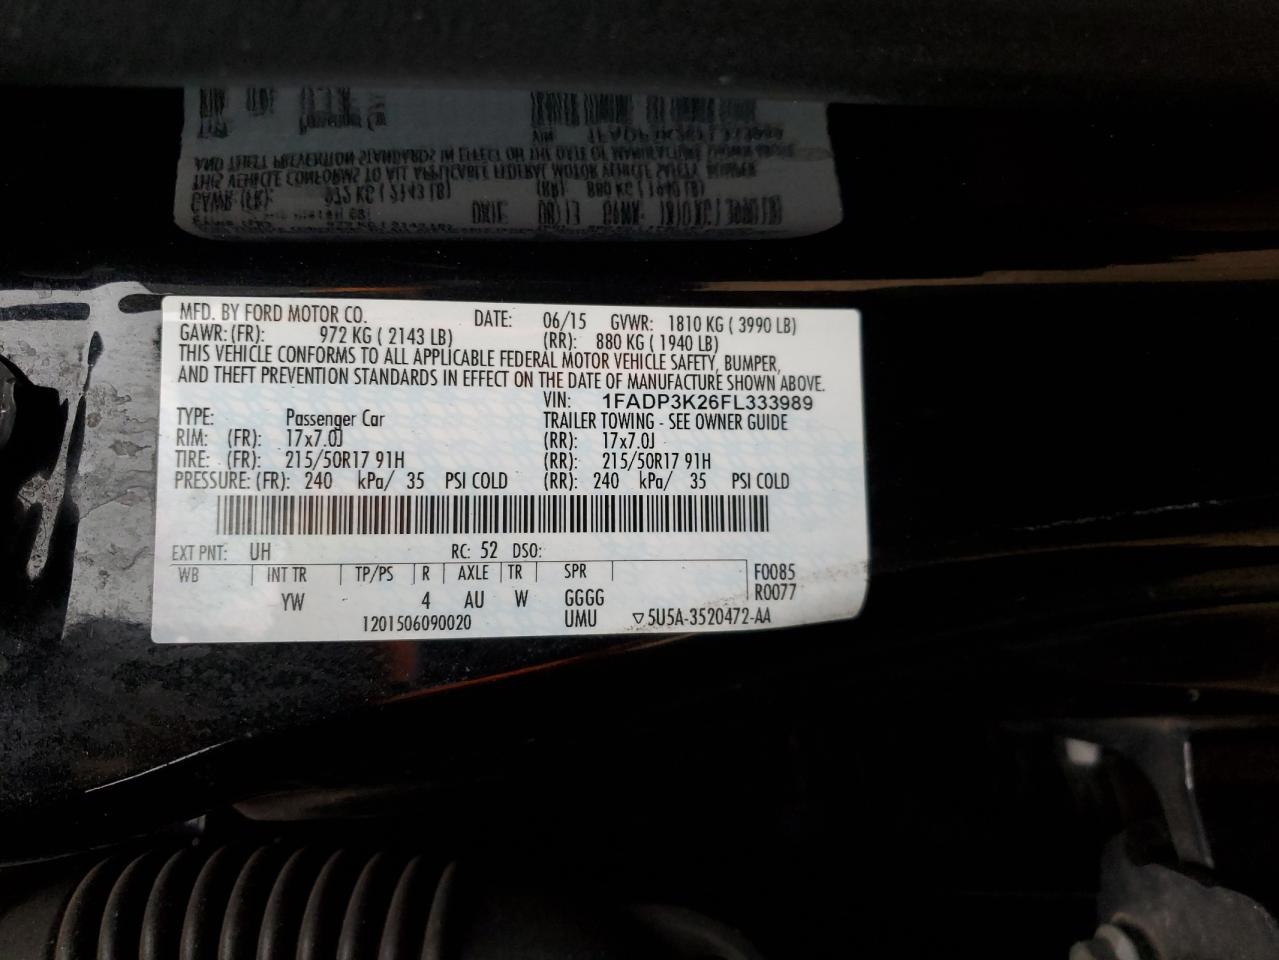 MFD. BY FORD MOTOR CO. DATE: 06/15 GVWR: 1810 KG ( 3990 LB)
GAWR: (FR): 972 KG ( 2143 LB) (RR): 880 KG ( 1940 LB)
THIS VEHICLE CONFORMS TO ALL APPLICABLE FEDERAL MOTOR VEHICLE SAFETY, BUMPER,
AND THEFT PREVENTION STANDARDS IN EFFECT ON THE DATE OF MANUFACTURE SHOWN ABOVE.
VIN: 1FADP3K26FL333989
TYPE: Passenger Car TRAILER TOWING - SEE OWNER GUIDE
RIM: (FR): 17x7.0J (RR): 17x7.0J
TIRE: (FR): 215/50R17 91H (RR): 215/50R17 91H
PRESSURE: (FR): 240 kPa/ 35 PSI COLD (RR): 240 kPa/ 35 PSI COLD
EXT PNT: UH RC: 52 DSO:
WB INT TR TP/PS R AXLE TR SPR F0085
YW 4 AU W GGGG R0077
1201506090020 UMU ▽5U5A-3520472-AA